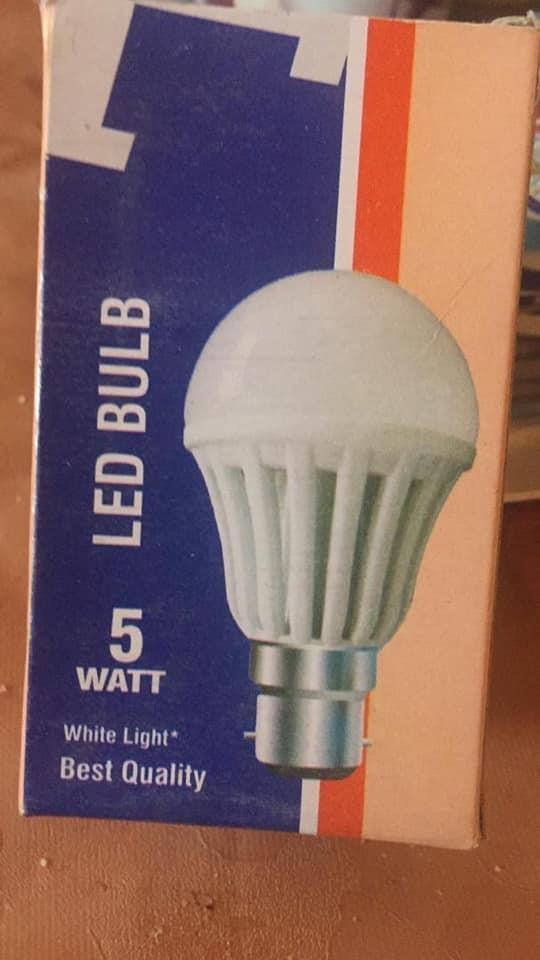 LED BULB
5
WATT
White Light*
Best Quality